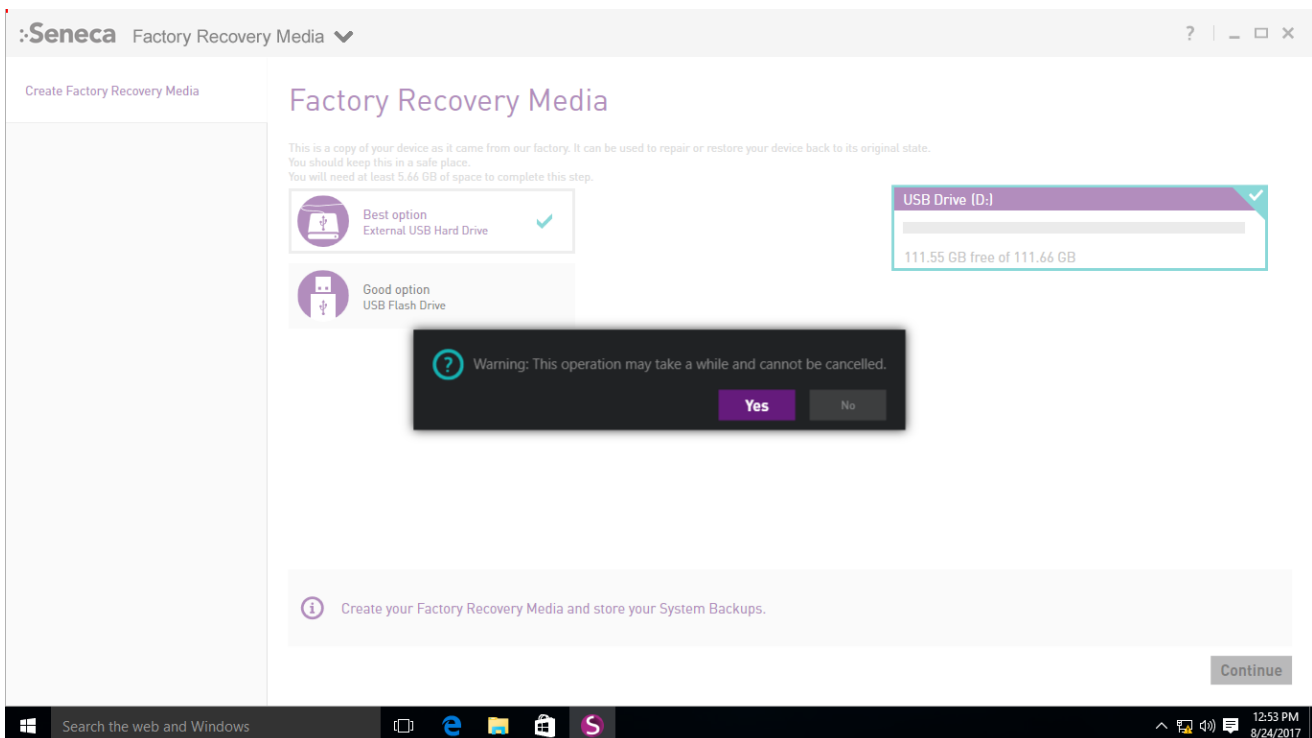 Seneca Factory Recovery Media
?
Create Factory Recovery Media
Factory Recovery Media
This is a copy of your device as it came from our factory. It can be used to repair or restore your device back to its original state.
You should keep this in a safe place.
You will need at least 5.66 GB of space to complete this step.
Best option
External USB Hard Drive
USB Drive (D:)
111.55 GB free of 111.66 GB
Good option
USB Flash Drive
Warning: This operation may take a while and cannot be cancelled.
Yes No
Create your Factory Recovery Media and store your System Backups.
Continue
Search the web and Windows
12:53 PM
8/24/2017